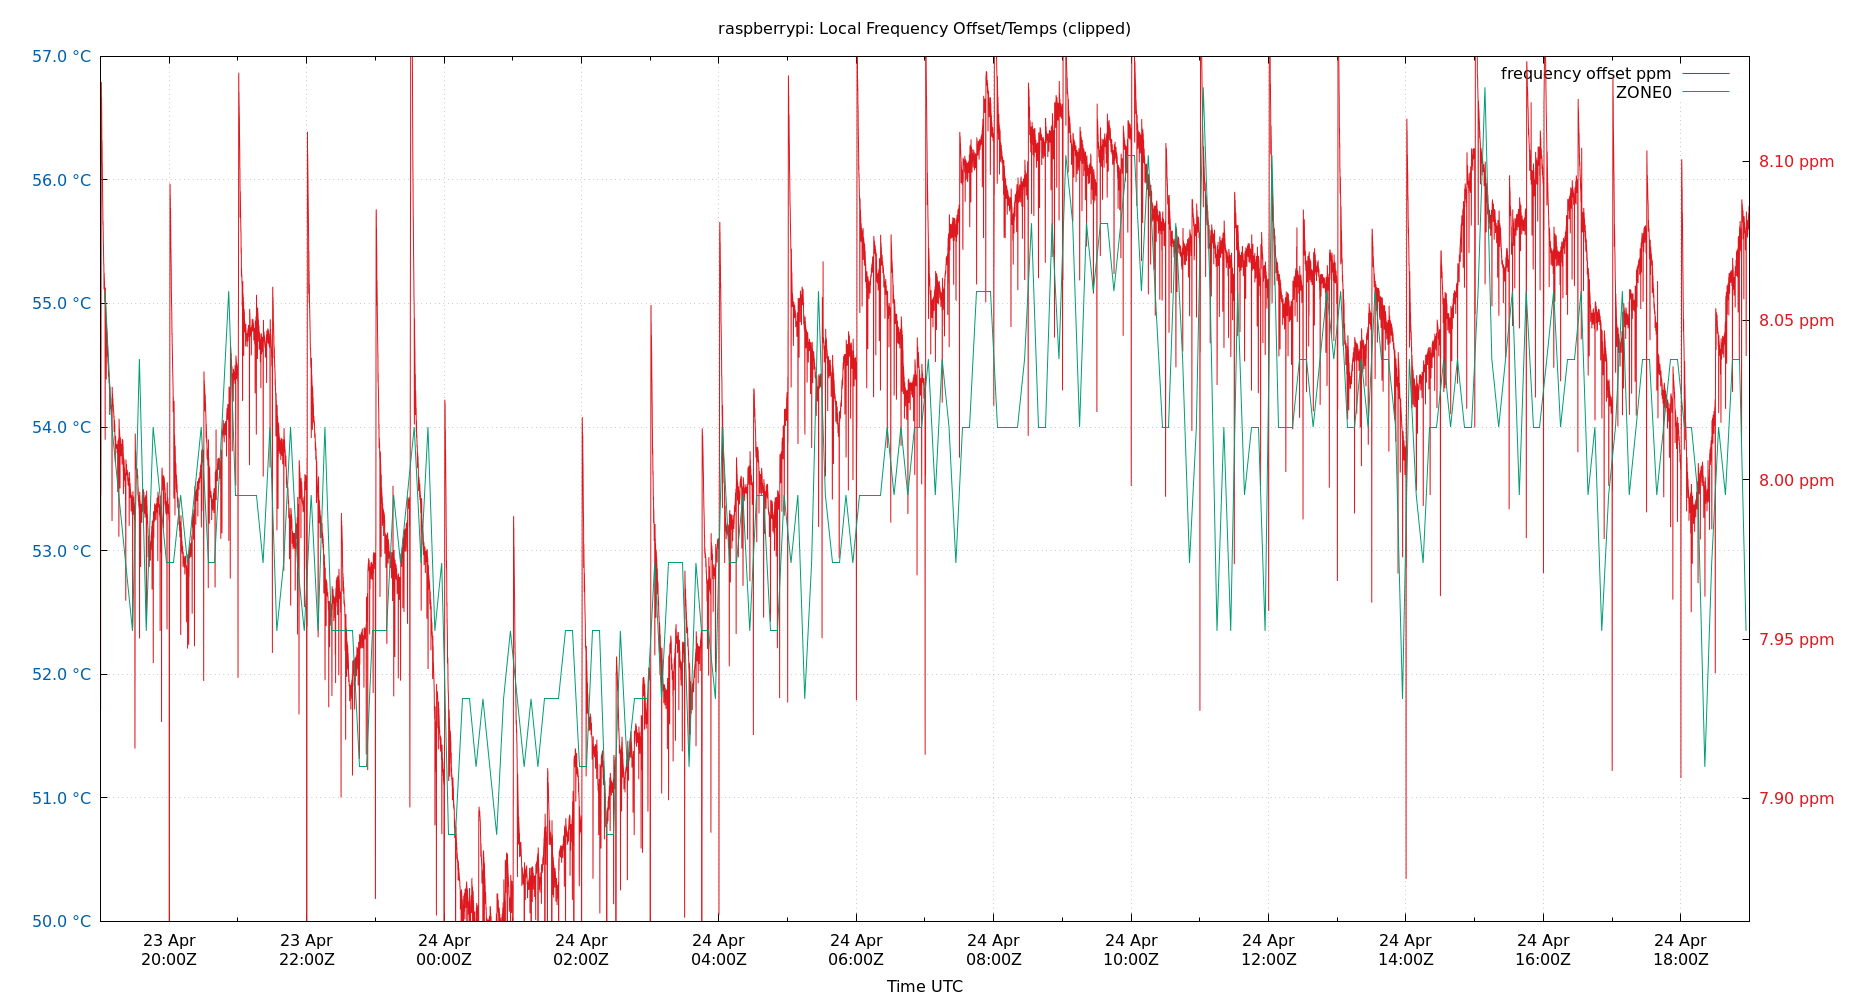 raspberrypi: Local Frequency Offset/Temps (clipped)
57.0 °C
56.0 °C
55.0 °C
54.0 °C
53.0 °C
52.0 °C
51.0 °C
50.0 °C
frequency offset ppm
ZONE0
8.10 ppm
8.05 ppm
8.00 ppm
7.95 ppm
7.90 ppm
23 Apr
20:00Z
23 Apr
22:00Z
24 Apr
00:00Z
24 Apr
02:00Z
24 Apr
04:00Z
24 Apr
06:00Z
24 Apr
08:00Z
24 Apr
10:00Z
24 Apr
12:00Z
24 Apr
14:00Z
24 Apr
16:00Z
24 Apr
18:00Z
Time UTC